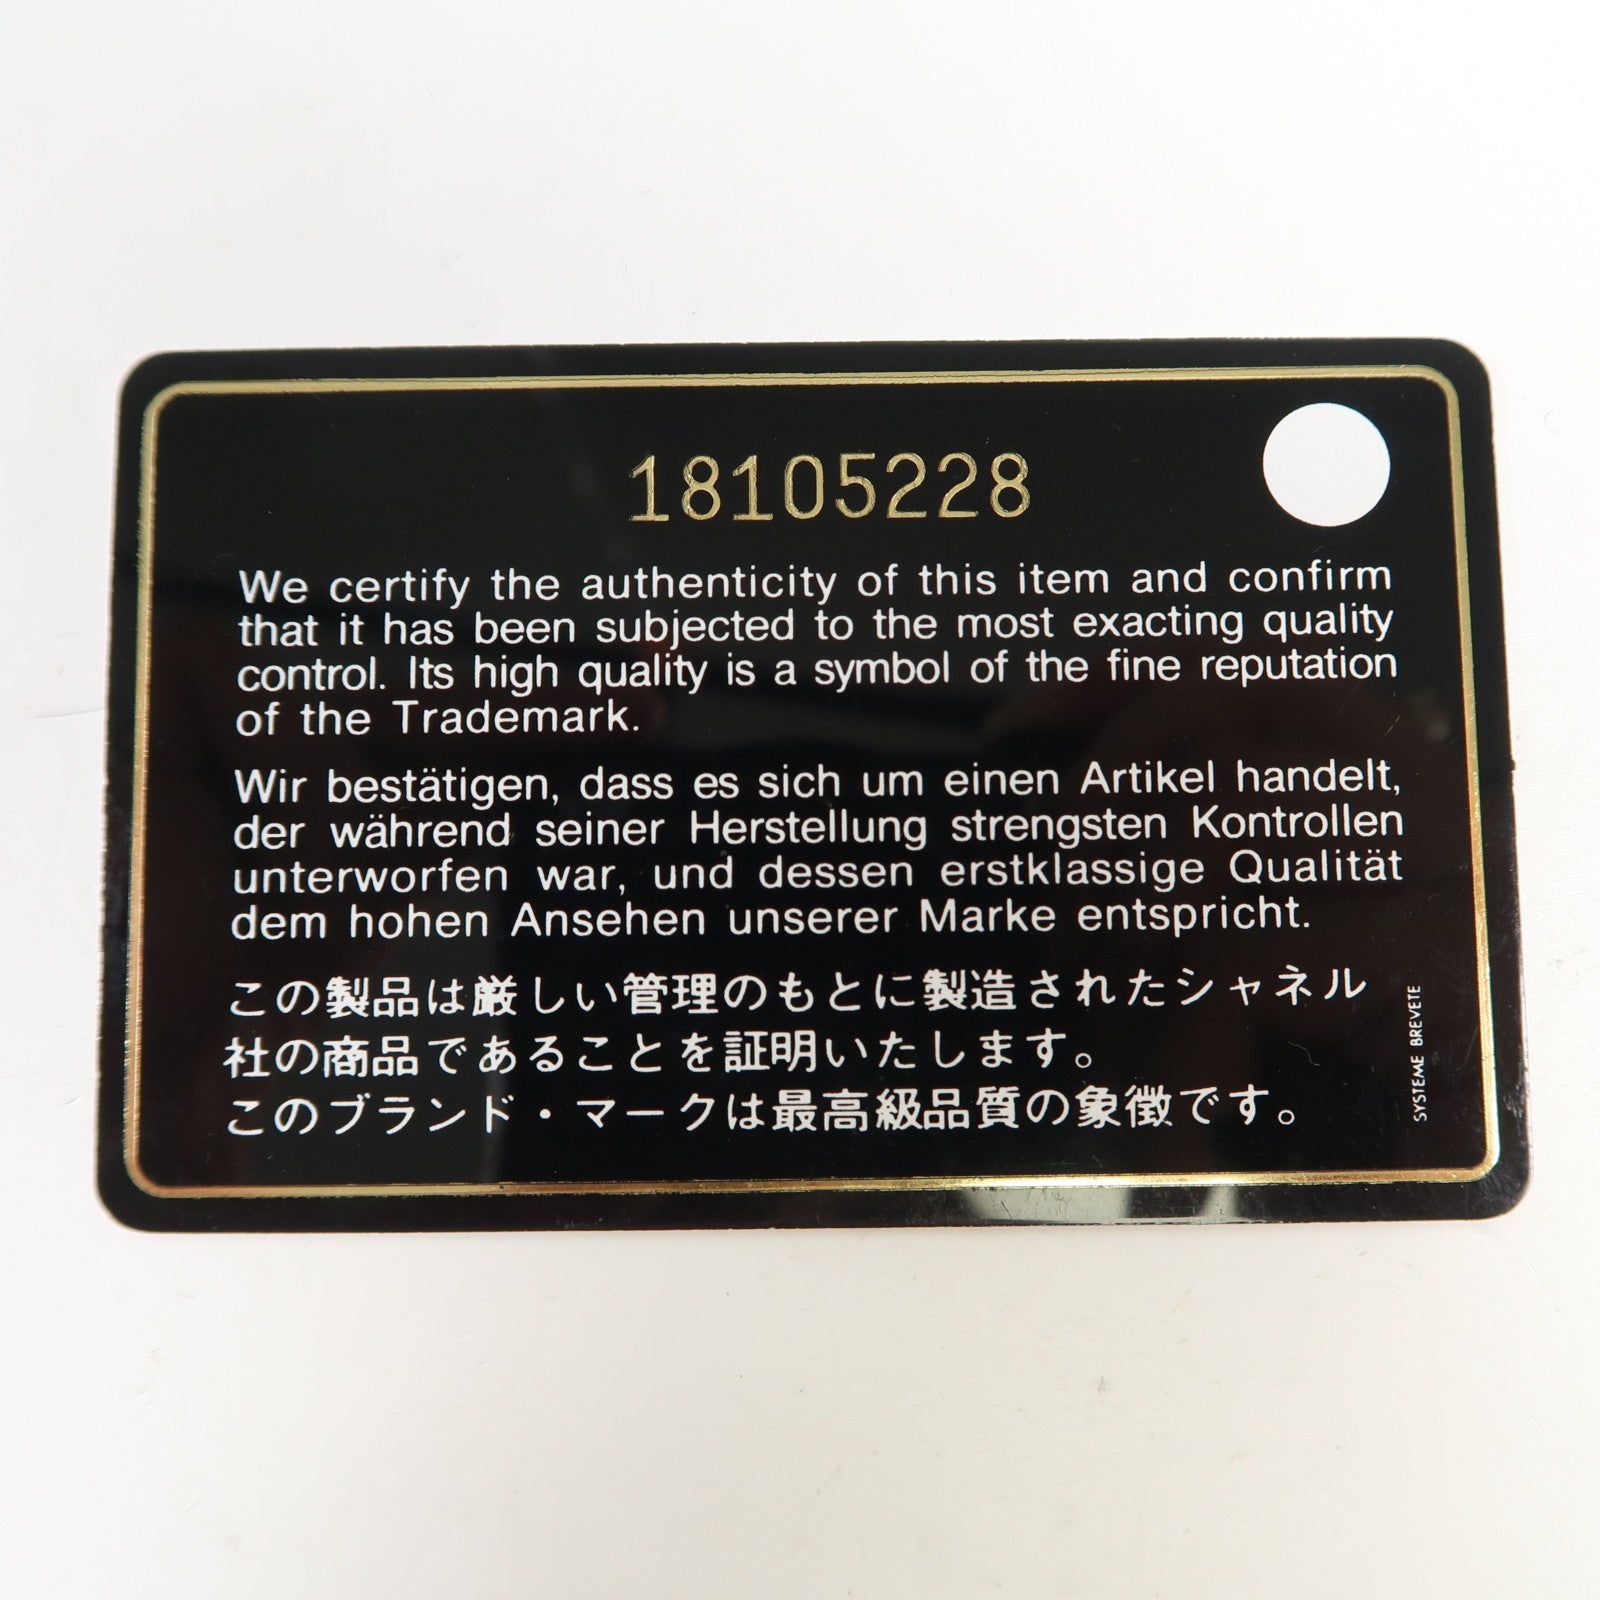 18105228
We certify the authenticity of this item and confirm
that it has been subjected to the most exacting quality
control. Its high quality is a symbol of the fine reputation
of the Trademark.
Wir bestätigen, dass es sich um einen Artikel handelt,
der während seiner Herstellung strengsten Kontrollen
unterworfen war, und dessen erstklassige Qualität
dem hohen Ansehen unserer Marke entspricht.
この製品は厳しい管理のもとに製造されたシャネル
社の商品であることを証明いたします。
このブランド・マークは最高級品質の象徴です。
SYSTEME BREVETE